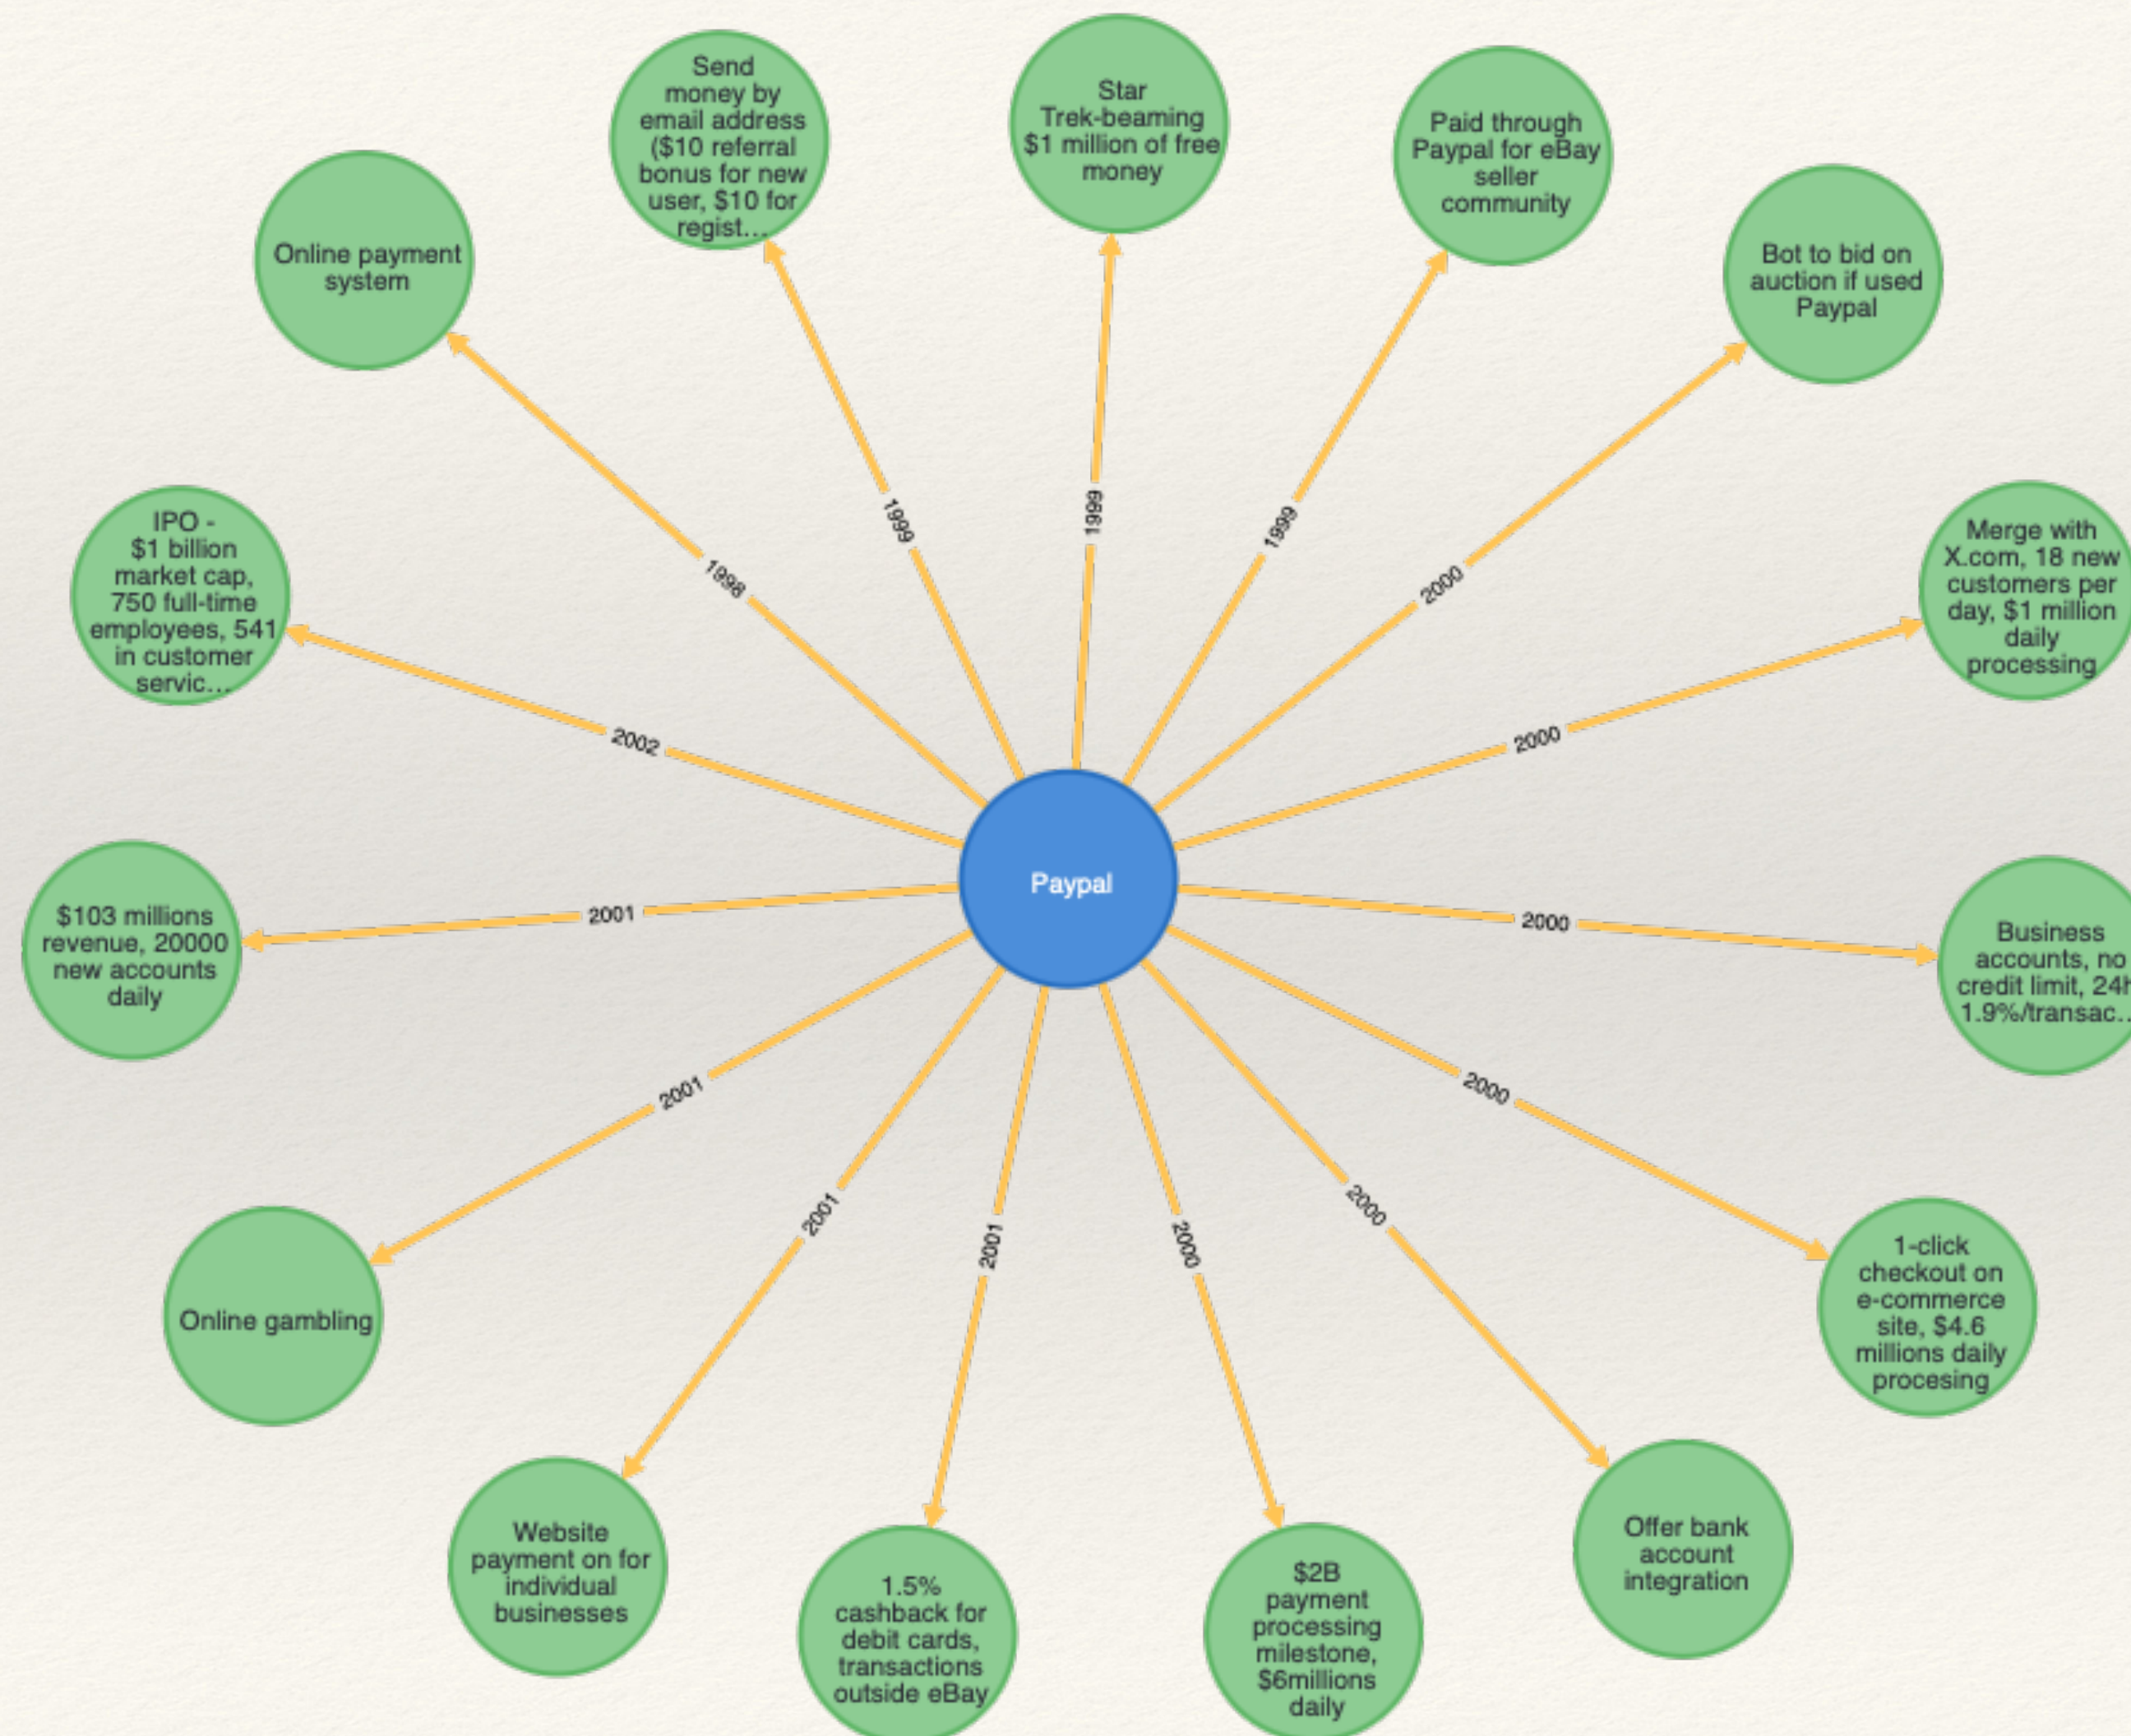 Send
money by
email address
($10 referral
bonus for new
user, $10 for
regist...
Star
Trek-beaming
$1 million of free
money
Paid through
Paypal for eBay
seller
community
Online payment
system
Bot to bid on
auction if used
Paypal
1999
1999
1999
1998
2000
IPO -
$1 billion
market cap,
750 full-time
employees, 541
in customer
servic...
Merge with
X.com, 18 new
customers per
day, $1 million
daily
processing
2002
2000
Paypal
$103 millions
revenue, 20000
new accounts
daily
2001
2000
Business
accounts, no
credit limit, 24h
1.9%/transac..
2001
2000
2001
2001
2000
2000
Online gambling
1-click
checkout on
e-commerce
site, $4.6
millions daily
procesing
Website
payment on for
individual
businesses
1.5%
cashback for
debit cards,
transactions
outside eBay
$2B
payment
processing
milestone,
$6millions
daily
Offer bank
account
integration